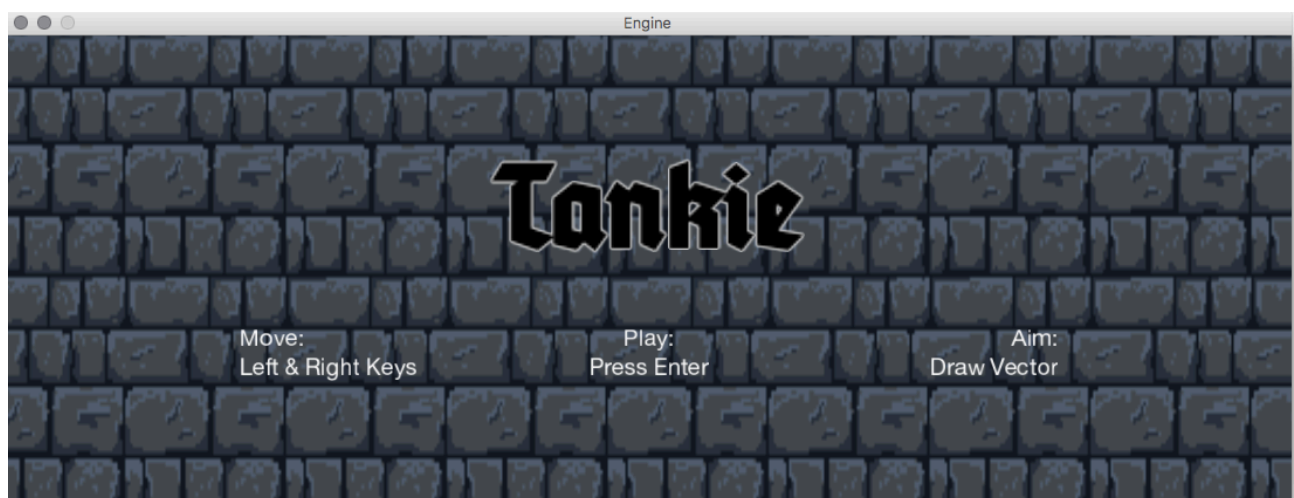 Engine
Tankie
Move:
Left & Right Keys
Play:
Press Enter
Aim:
Draw Vector